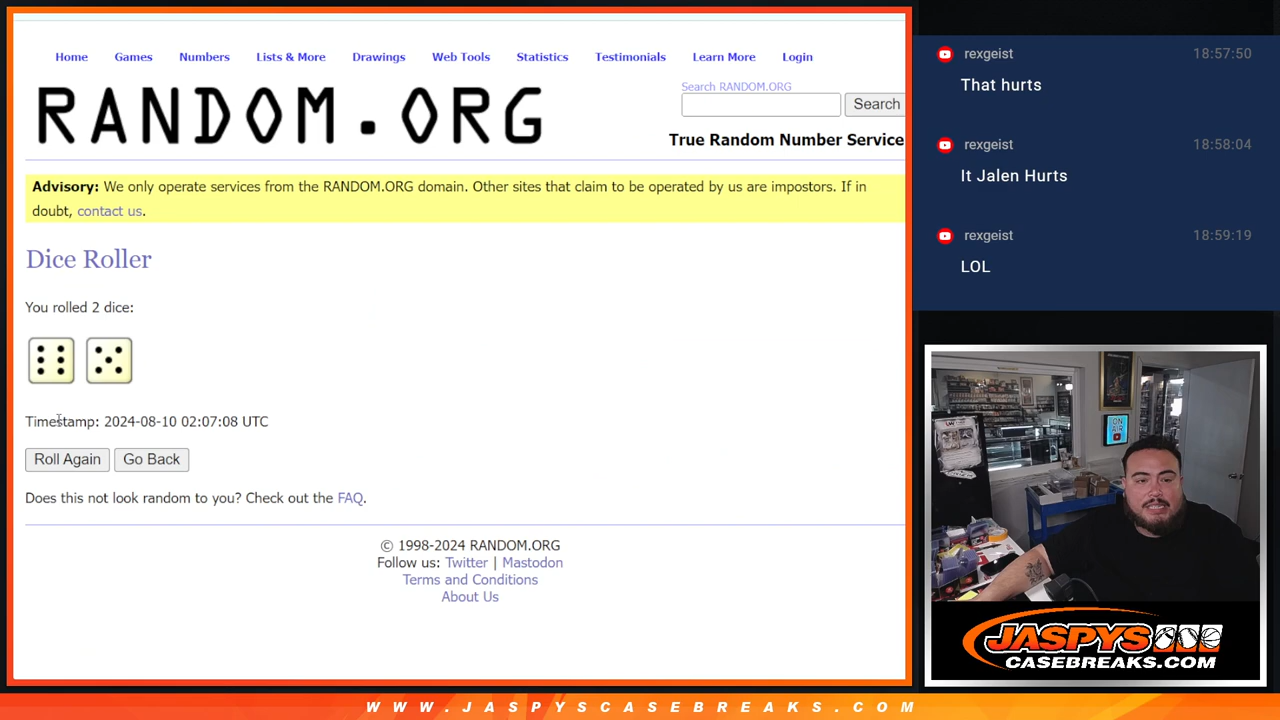 Home Games Numbers Lists & More Drawings Web Tools Statistics Testimonials Learn More Login
RANDOM.ORG
Search RANDOM.ORG
Search
True Random Number Service
Advisory: We only operate services from the RANDOM.ORG domain. Other sites that claim to be operated by us are impostors. If in
doubt, contact us.
Dice Roller
You rolled 2 dice:
Timestamp: 2024-08-10 02:07:08 UTC
Roll Again Go Back
Does this not look random to you? Check out the FAQ.
© 1998-2024 RANDOM.ORG
Follow us: Twitter | Mastodon
Terms and Conditions
About Us
rexgeist 18:57:50
That hurts
rexgeist 18:58:04
It Jalen Hurts
rexgeist 18:59:19
LOL
ON
AIR
JASPYS
CASEBREAKS.COM
WWW.JASPYSCASEBREAKS.COM